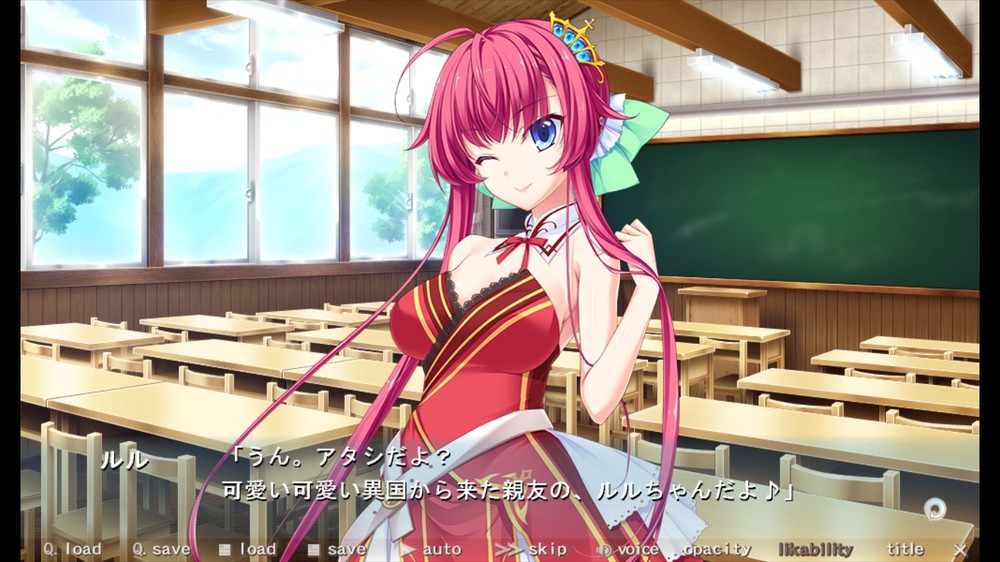 ルル
「うん。アタシだよ？
可愛い可愛い異国から来た親友の、ルルちゃんだよ♪」
Q.load Q.save load save auto skip voice opacity likability title